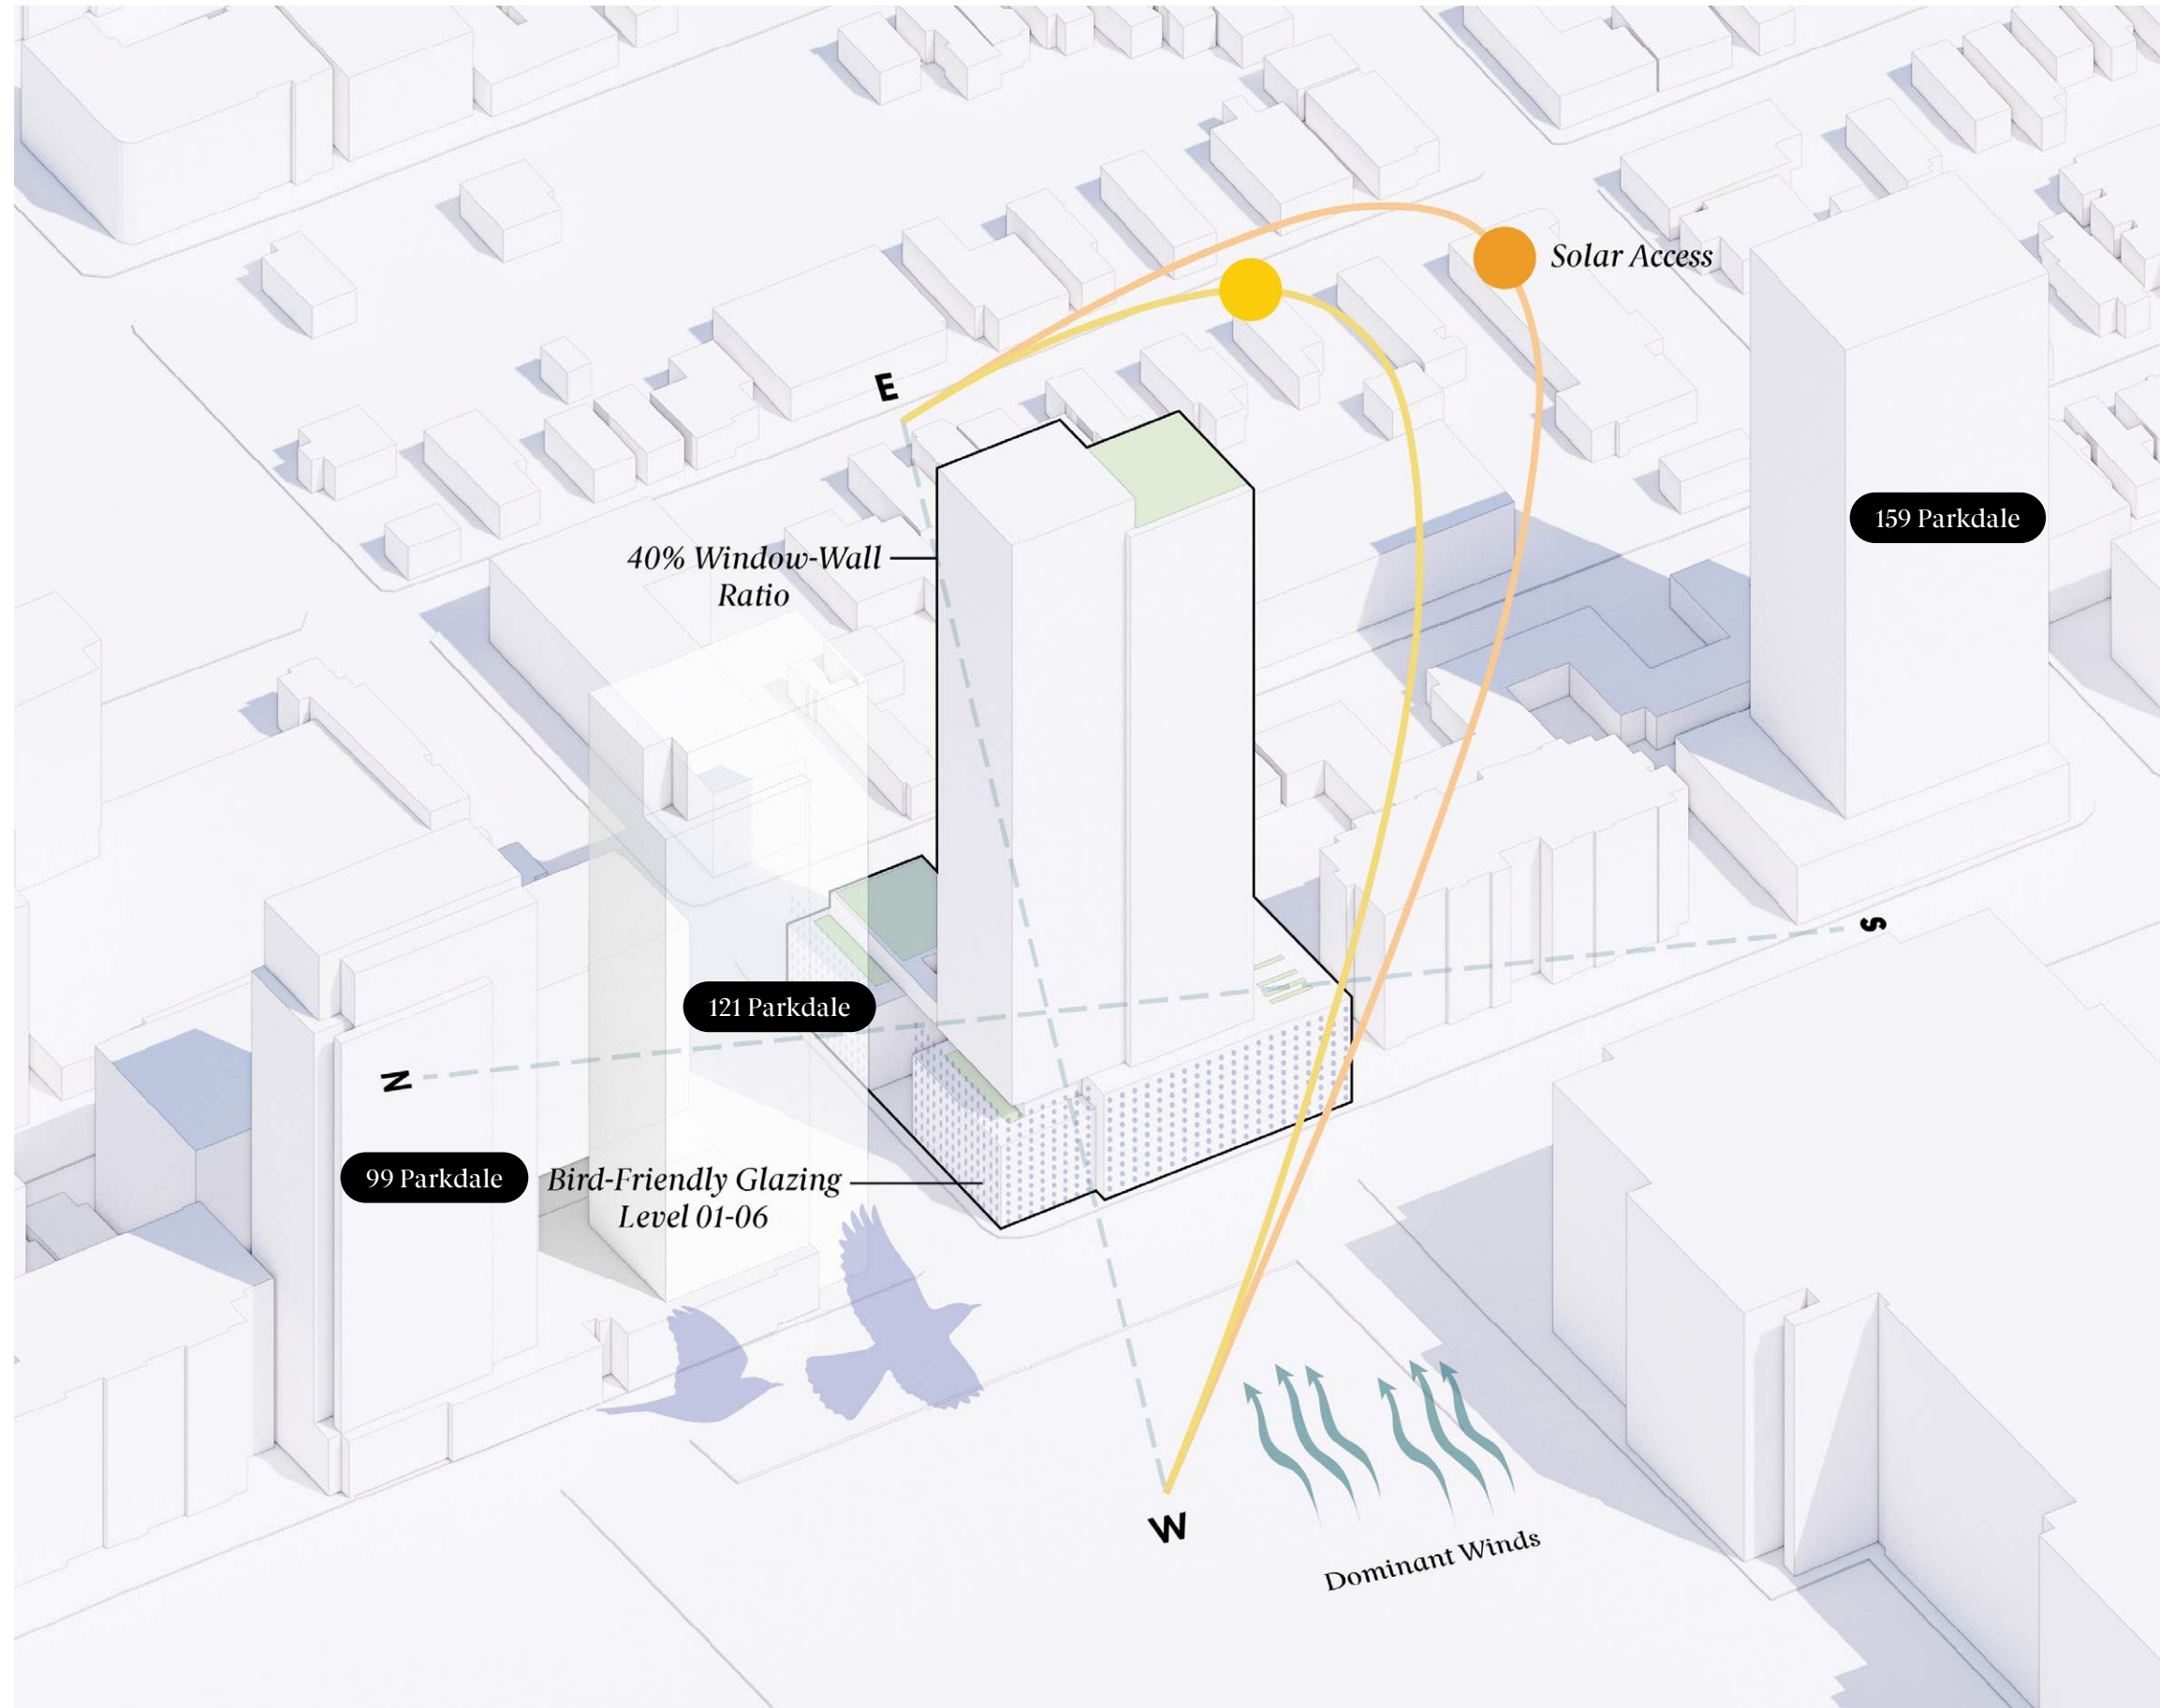 E
Solar Access
159 Parkdale
40% Window-Wall
Ratio
S
121 Parkdale
N
99 Parkdale
Bird-Friendly Glazing
Level 01-06
W
Dominant Winds